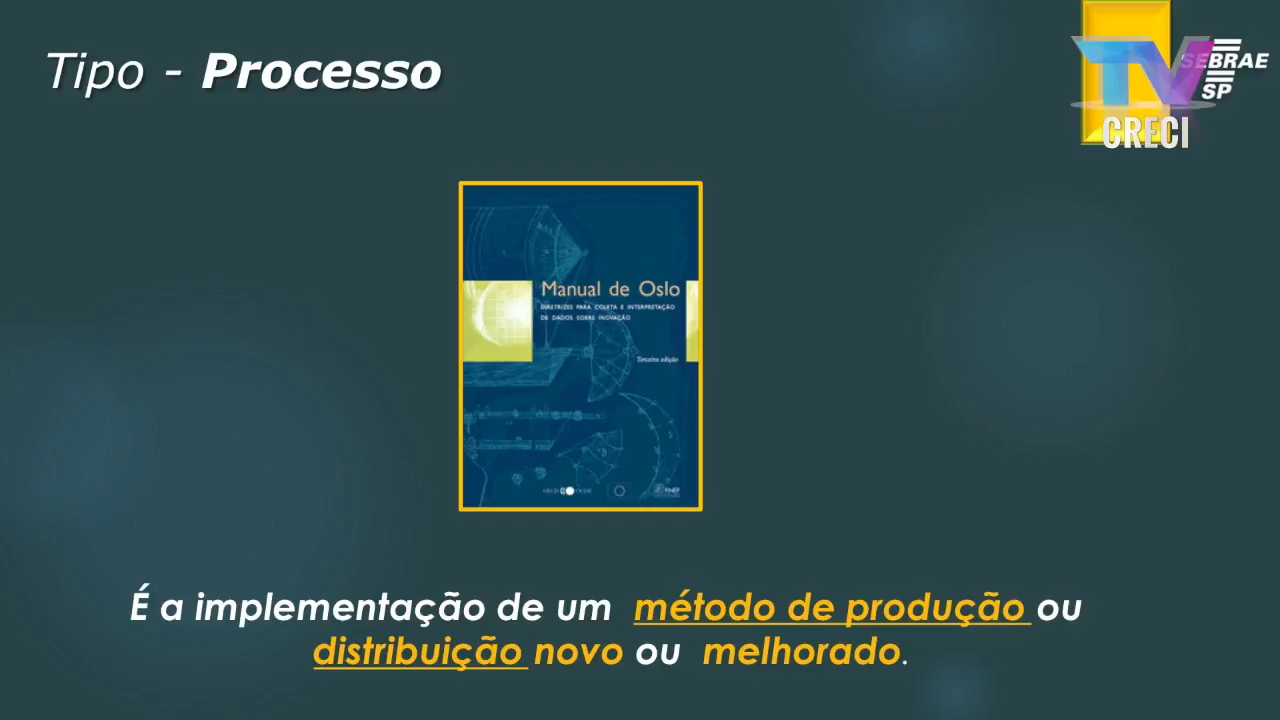 Tipo - Processo
SEBRAE
SP
TV
CRECI
Manual de Oslo
DIRETRIZES PARA COLETA E INTERPRETAÇÃO
DE DADOS SOBRE INOVAÇÃO
Terceira edição
FINEP
É a implementação de um método de produção ou
distribuição novo ou melhorado.